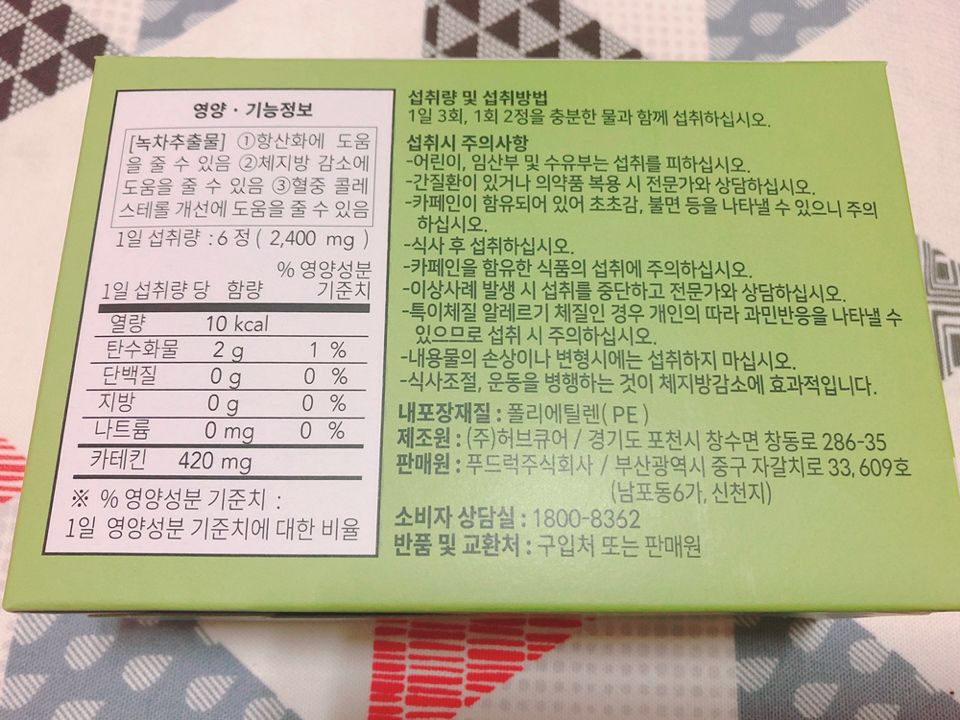 영양 · 기능정보
[녹차추출물] ①항산화에 도움
을 줄 수 있음 ②체지방 감소에
도움을 줄 수 있음 ③혈중 콜레
스테롤 개선에 도움을 줄 수 있음
1일 섭취량 : 6 정 ( 2,400 mg )
% 영양성분
1일 섭취량 당 함량 기준치
열량 10 kcal
탄수화물 2 g 1 %
단백질 0 g 0 %
지방 0 g 0 %
나트륨 0 mg 0 %
카테킨 420 mg
※ % 영양성분 기준치 :
1일 영양성분 기준치에 대한 비율
섭취량 및 섭취방법
1일 3회, 1회 2정을 충분한 물과 함께 섭취하십시오.
섭취시 주의사항
-어린이, 임산부 및 수유부는 섭취를 피하십시오.
-간질환이 있거나 의약품 복용 시 전문가와 상담하십시오.
-카페인이 함유되어 있어 초초감, 불면 등을 나타낼 수 있으니 주의
하십시오.
-식사 후 섭취하십시오.
-카페인을 함유한 식품의 섭취에 주의하십시오.
-이상사례 발생 시 섭취를 중단하고 전문가와 상담하십시오.
-특이체질 알레르기 체질인 경우 개인의 따라 과민반응을 나타낼 수
있으므로 섭취 시 주의하십시오.
-내용물의 손상이나 변형시에는 섭취하지 마십시오.
-식사조절, 운동을 병행하는 것이 체지방감소에 효과적입니다.
내포장재질 : 폴리에틸렌( PE )
제조원 : (주)허브큐어 / 경기도 포천시 창수면 창동로 286-35
판매원 : 푸드럭주식회사 / 부산광역시 중구 자갈치로 33, 609호
(남포동6가, 신천지)
소비자 상담실 : 1800-8362
반품 및 교환처 : 구입처 또는 판매원